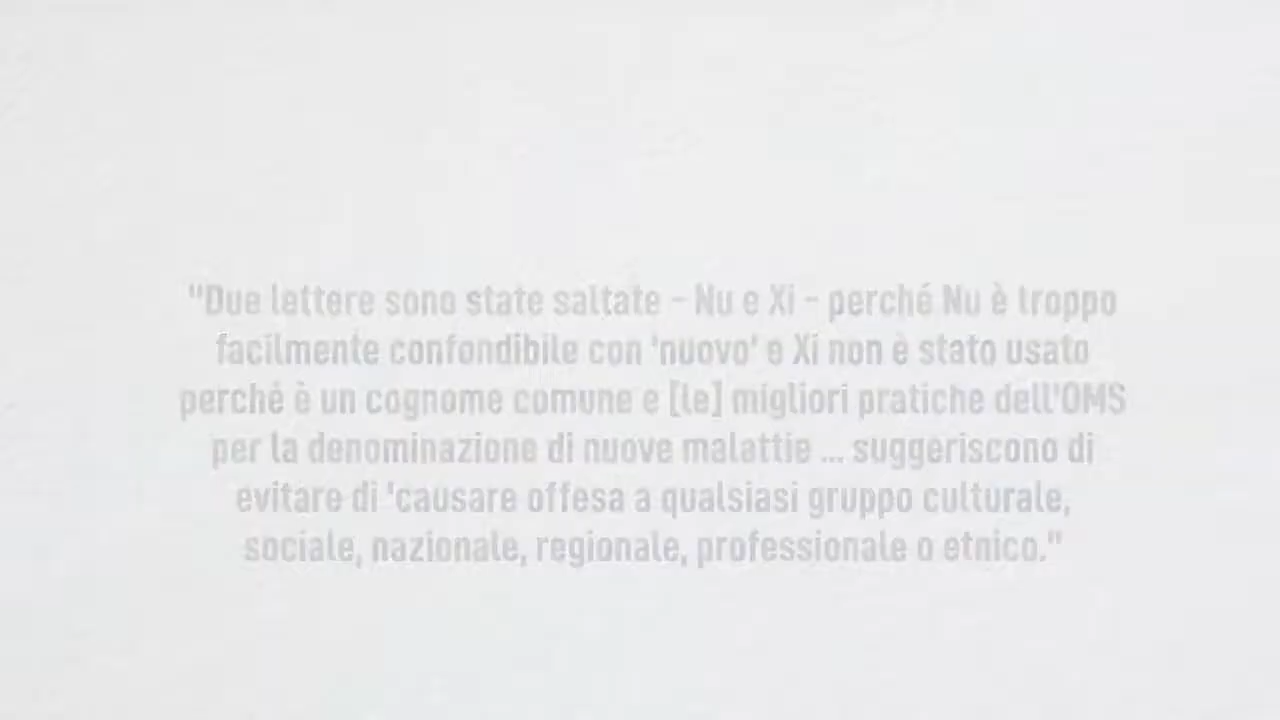 "Due lettere sono state saltate - Nu e Xi - perché Nu è troppo
facilmente confondibile con 'nuovo' e Xi non è stato usato
perché è un cognome comune e [le] migliori pratiche dell'OMS
per la denominazione di nuove malattie ... suggeriscono di
evitare di 'causare offesa a qualsiasi gruppo culturale,
sociale, nazionale, regionale, professionale o etnico."